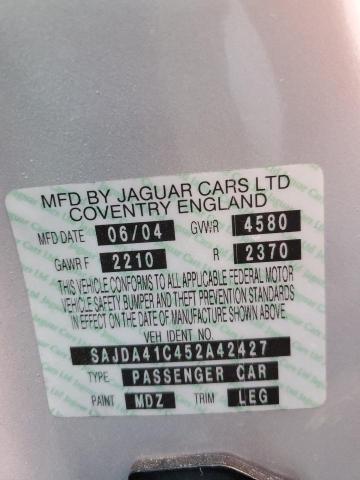 MFD BY JAGUAR CARS LTD
COVENTRY ENGLAND
MFD DATE 06/04 GVWR 4580
GAWR F 2210 R 2370
THIS VEHICLE CONFORMS TO ALL APPLICABLE FEDERAL MOTOR
VEHICLE SAFETY BUMPER AND THEFT PREVENTION STANDARDS
IN EFFECT ON THE DATE OF MANUFACTURE SHOWN ABOVE
VEH IDENT NO.
SAJDA41C452A42427
TYPE PASSENGER CAR
PAINT MDZ TRIM LEG